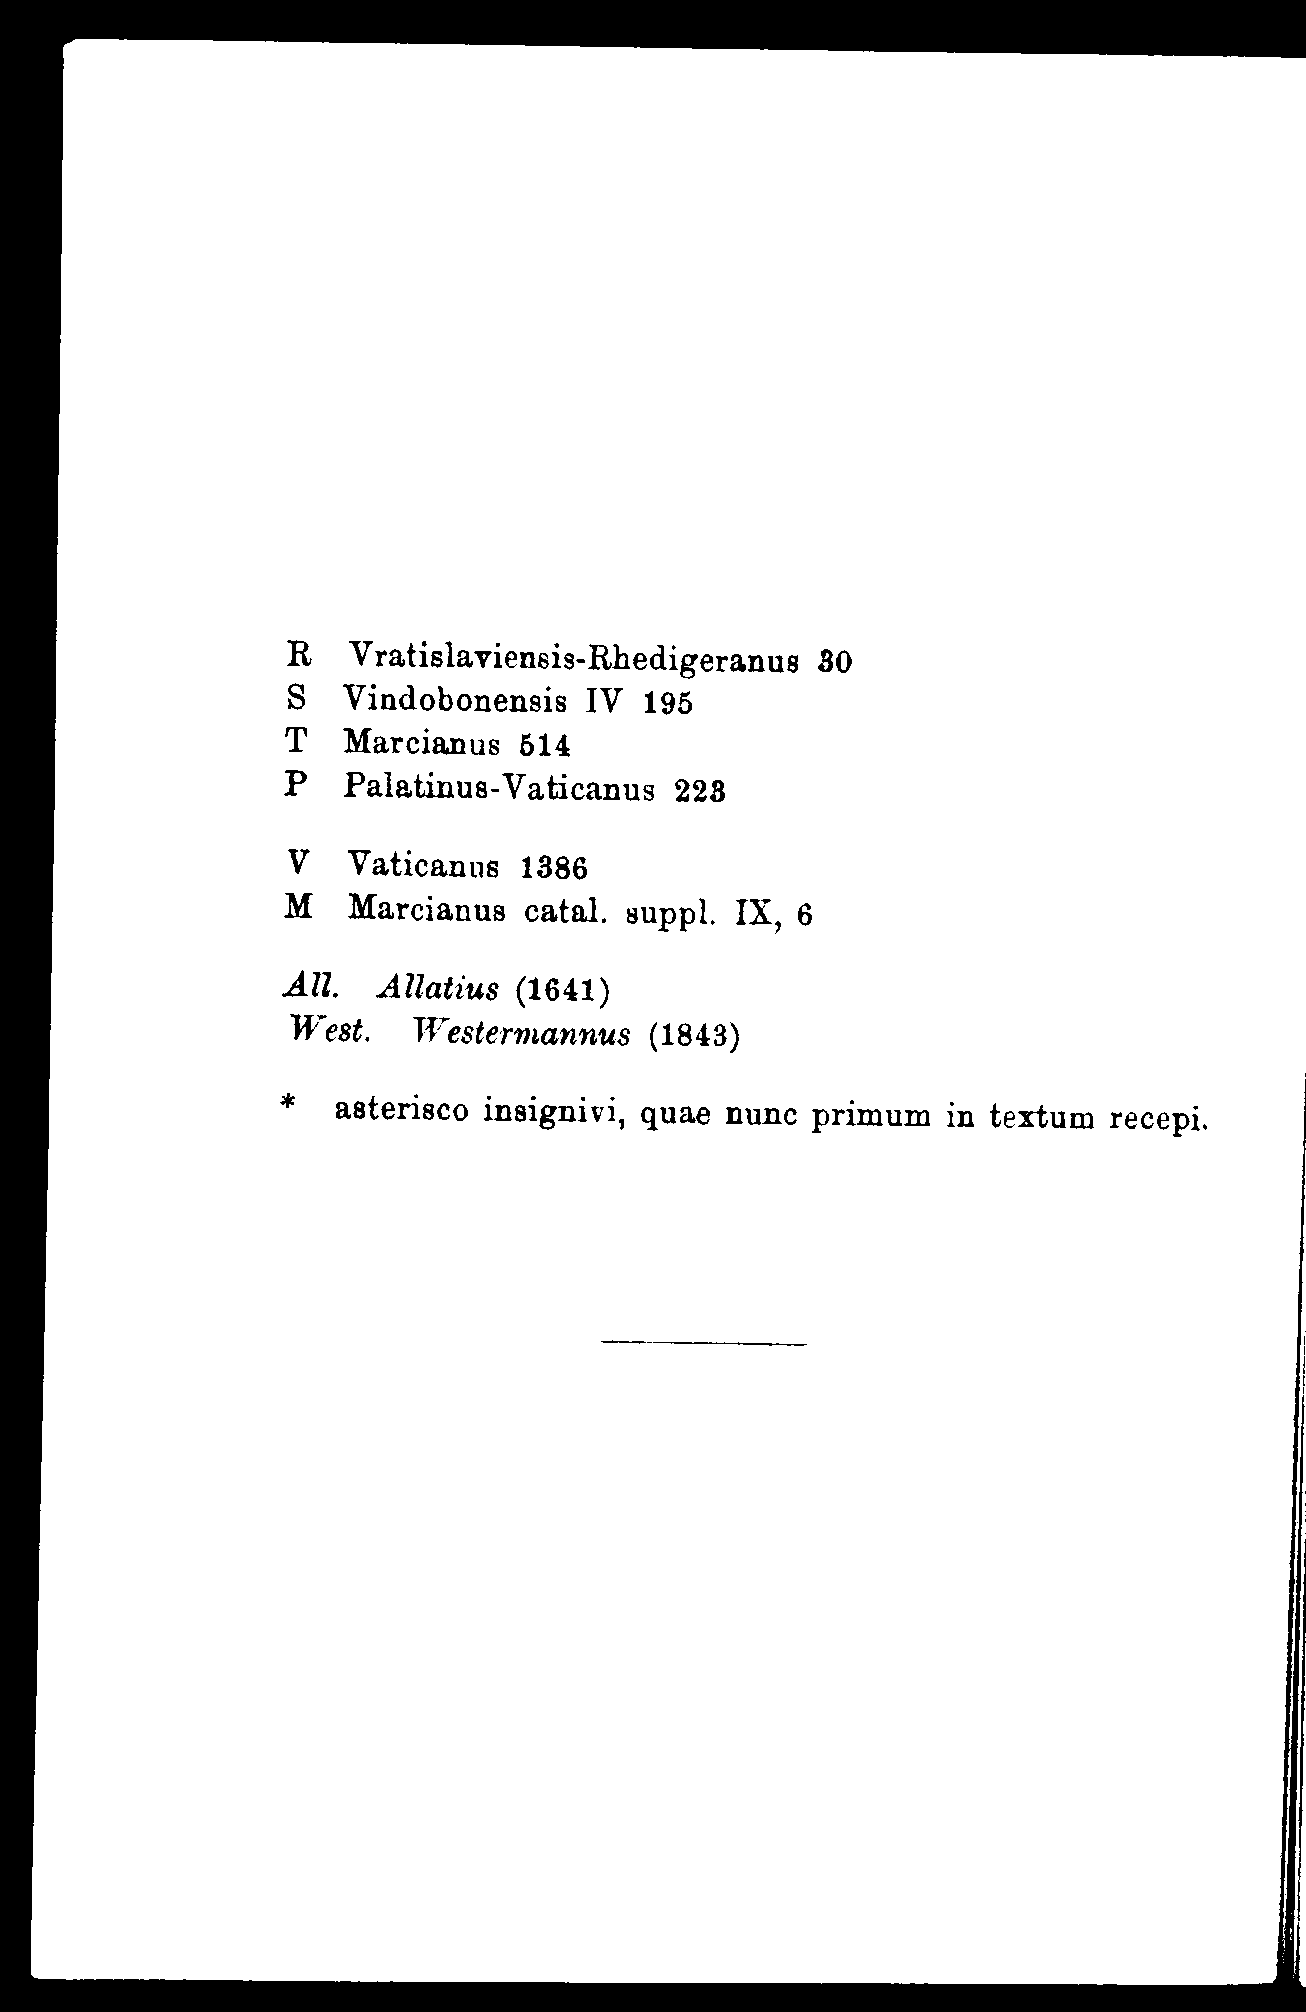 R Vratislaviensis-Rhedigeranus 30
S Vindobonensis IV 195
T Marcianus 514
P Palatinus-Vaticanus 223
V Vaticanus 1386
M Marcianus catal. suppl. IX, 6
All. Allatius (1641)
West. Westermannus (1843)
* asterisco insignivi, quae nunc primum in textum recepi.